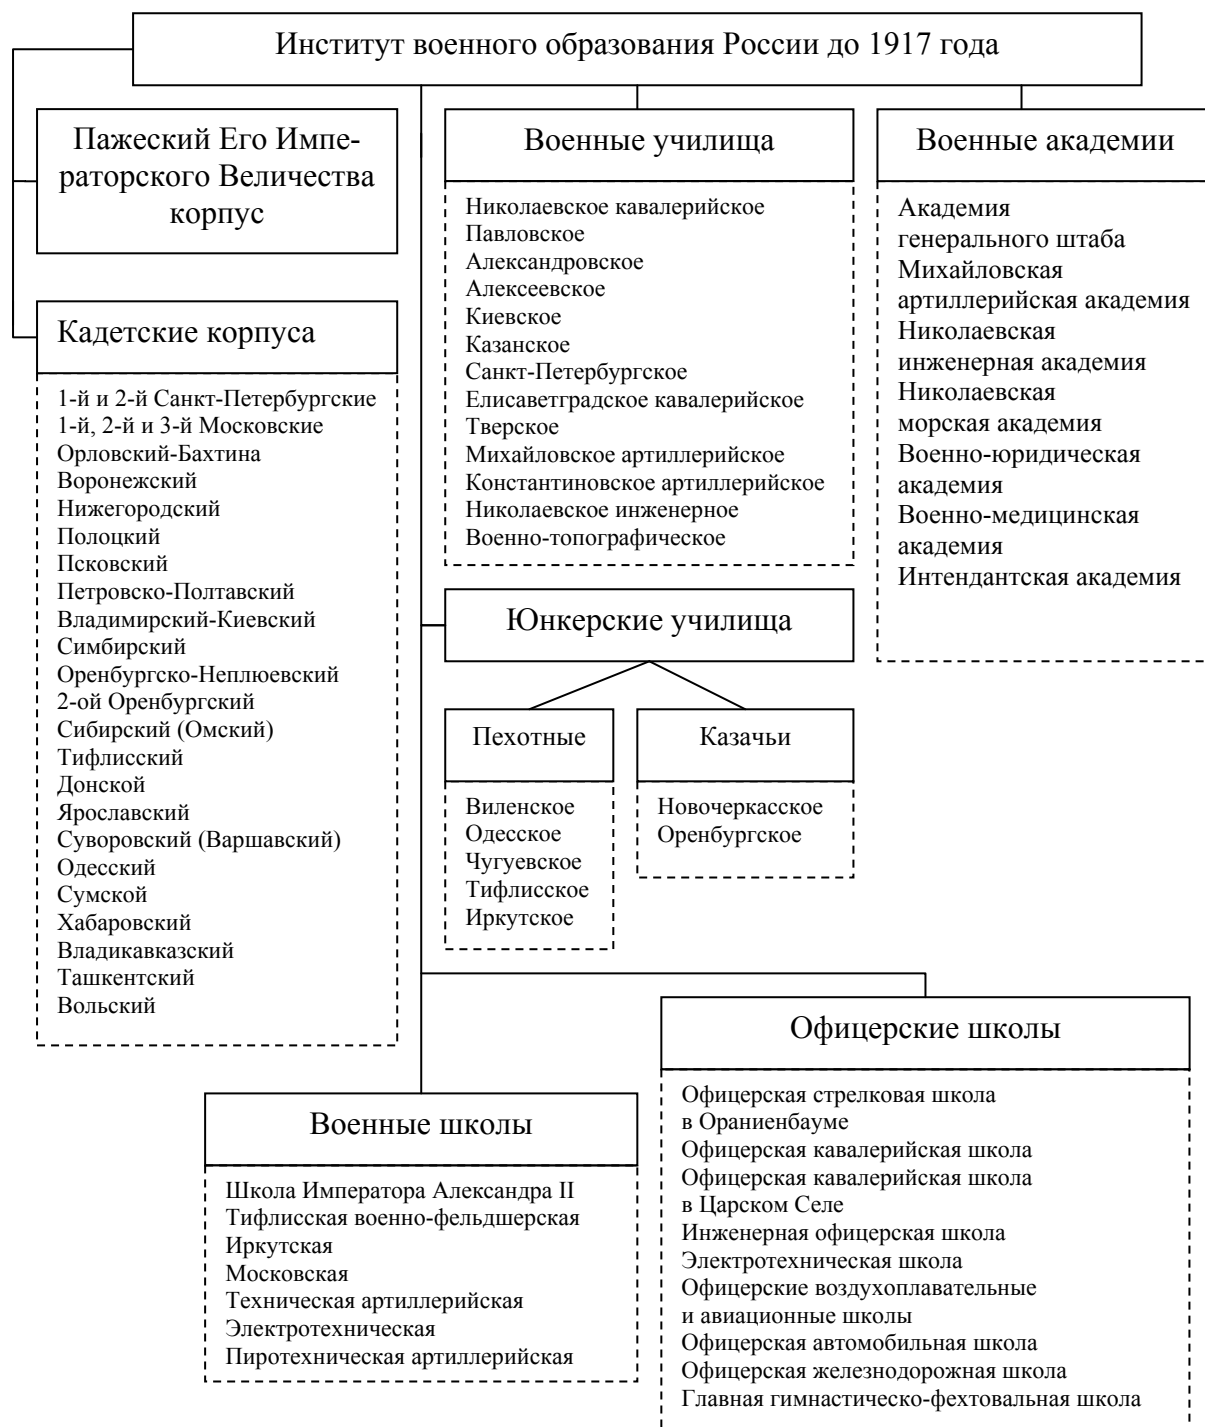 Институт военного образования России до 1917 года
Пажеский Его Импе-
раторского Величества
корпус
Кадетские корпуса
1-й и 2-й Санкт-Петербургские
1-й, 2-й и 3-й Московские
Орловский-Бахтина
Воронежский
Нижегородский
Полоцкий
Псковский
Петровско-Полтавский
Владимирский-Киевский
Симбирский
Оренбургско-Неплюевский
2-ой Оренбургский
Сибирский (Омский)
Тифлисский
Донской
Ярославский
Суворовский (Варшавский)
Одесский
Сумской
Хабаровский
Владикавказский
Ташкентский
Вольский
Военные училища
Николаевское кавалерийское
Павловское
Александровское
Алексеевское
Киевское
Казанское
Санкт-Петербургское
Елисаветградское кавалерийское
Тверское
Михайловское артиллерийское
Константиновское артиллерийское
Николаевское инженерное
Военно-топографическое
Военные академии
Академия
генерального штаба
Михайловская
артиллерийская академия
Николаевская
инженерная академия
Николаевская
морская академия
Военно-юридическая
академия
Военно-медицинская
академия
Интендантская академия
Юнкерские училища
Пехотные
Виленское
Одесское
Чугуевское
Тифлисское
Иркутское
Казачьи
Новочеркасское
Оренбургское
Военные школы
Школа Императора Александра II
Тифлисская военно-фельдшерская
Иркутская
Московская
Техническая артиллерийская
Электротехническая
Пиротехническая артиллерийская
Офицерские школы
Офицерская стрелковая школа
в Ораниенбауме
Офицерская кавалерийская школа
Офицерская кавалерийская школа
в Царском Селе
Инженерная офицерская школа
Электротехническая школа
Офицерские воздухоплавательные
и авиационные школы
Офицерская автомобильная школа
Офицерская железнодорожная школа
Главная гимнастическо-фехтовальная школа